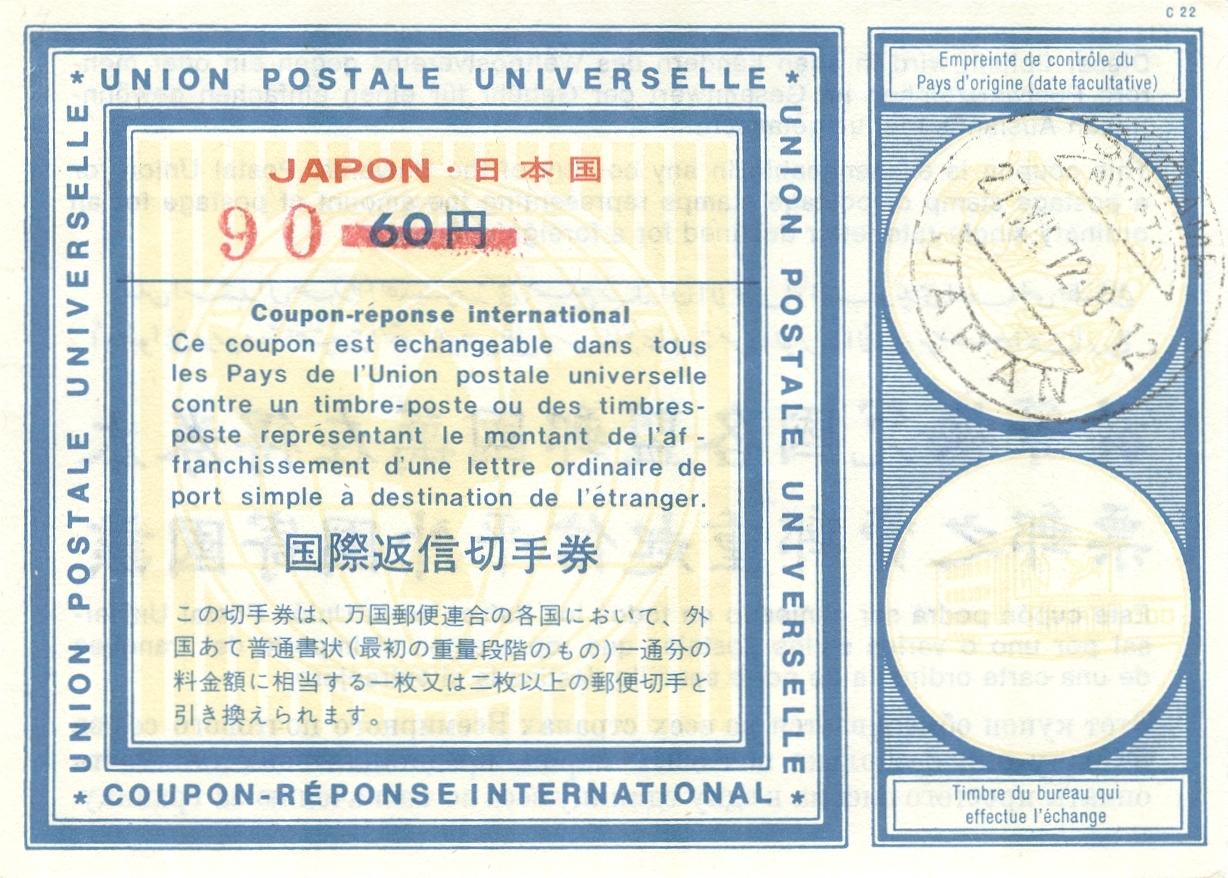 C 22
* UNION POSTALE UNIVERSELLE *
UNION POSTALE UNIVERSELLE
UNION POSTALE UNIVERSELLE
JAPON・日本国
90 60円
Coupon-réponse international
Ce coupon est échangeable dans tous
les Pays de l'Union postale universelle
contre un timbre-poste ou des timbres-
poste représentant le montant de l'af-
franchissement d'une lettre ordinaire de
port simple à destination de l'étranger.
国際返信切手券
この切手券は、万国郵便連合の各国において、外
国あて普通書状(最初の重量段階のもの)一通分の
料金額に相当する一枚又は二枚以上の郵便切手と
引き換えられます。
* COUPON-RÉPONSE INTERNATIONAL *
Empreinte de contrôle du
Pays d'origine (date facultative)
JAPAN
Timbre du bureau qui
effectue l'échange